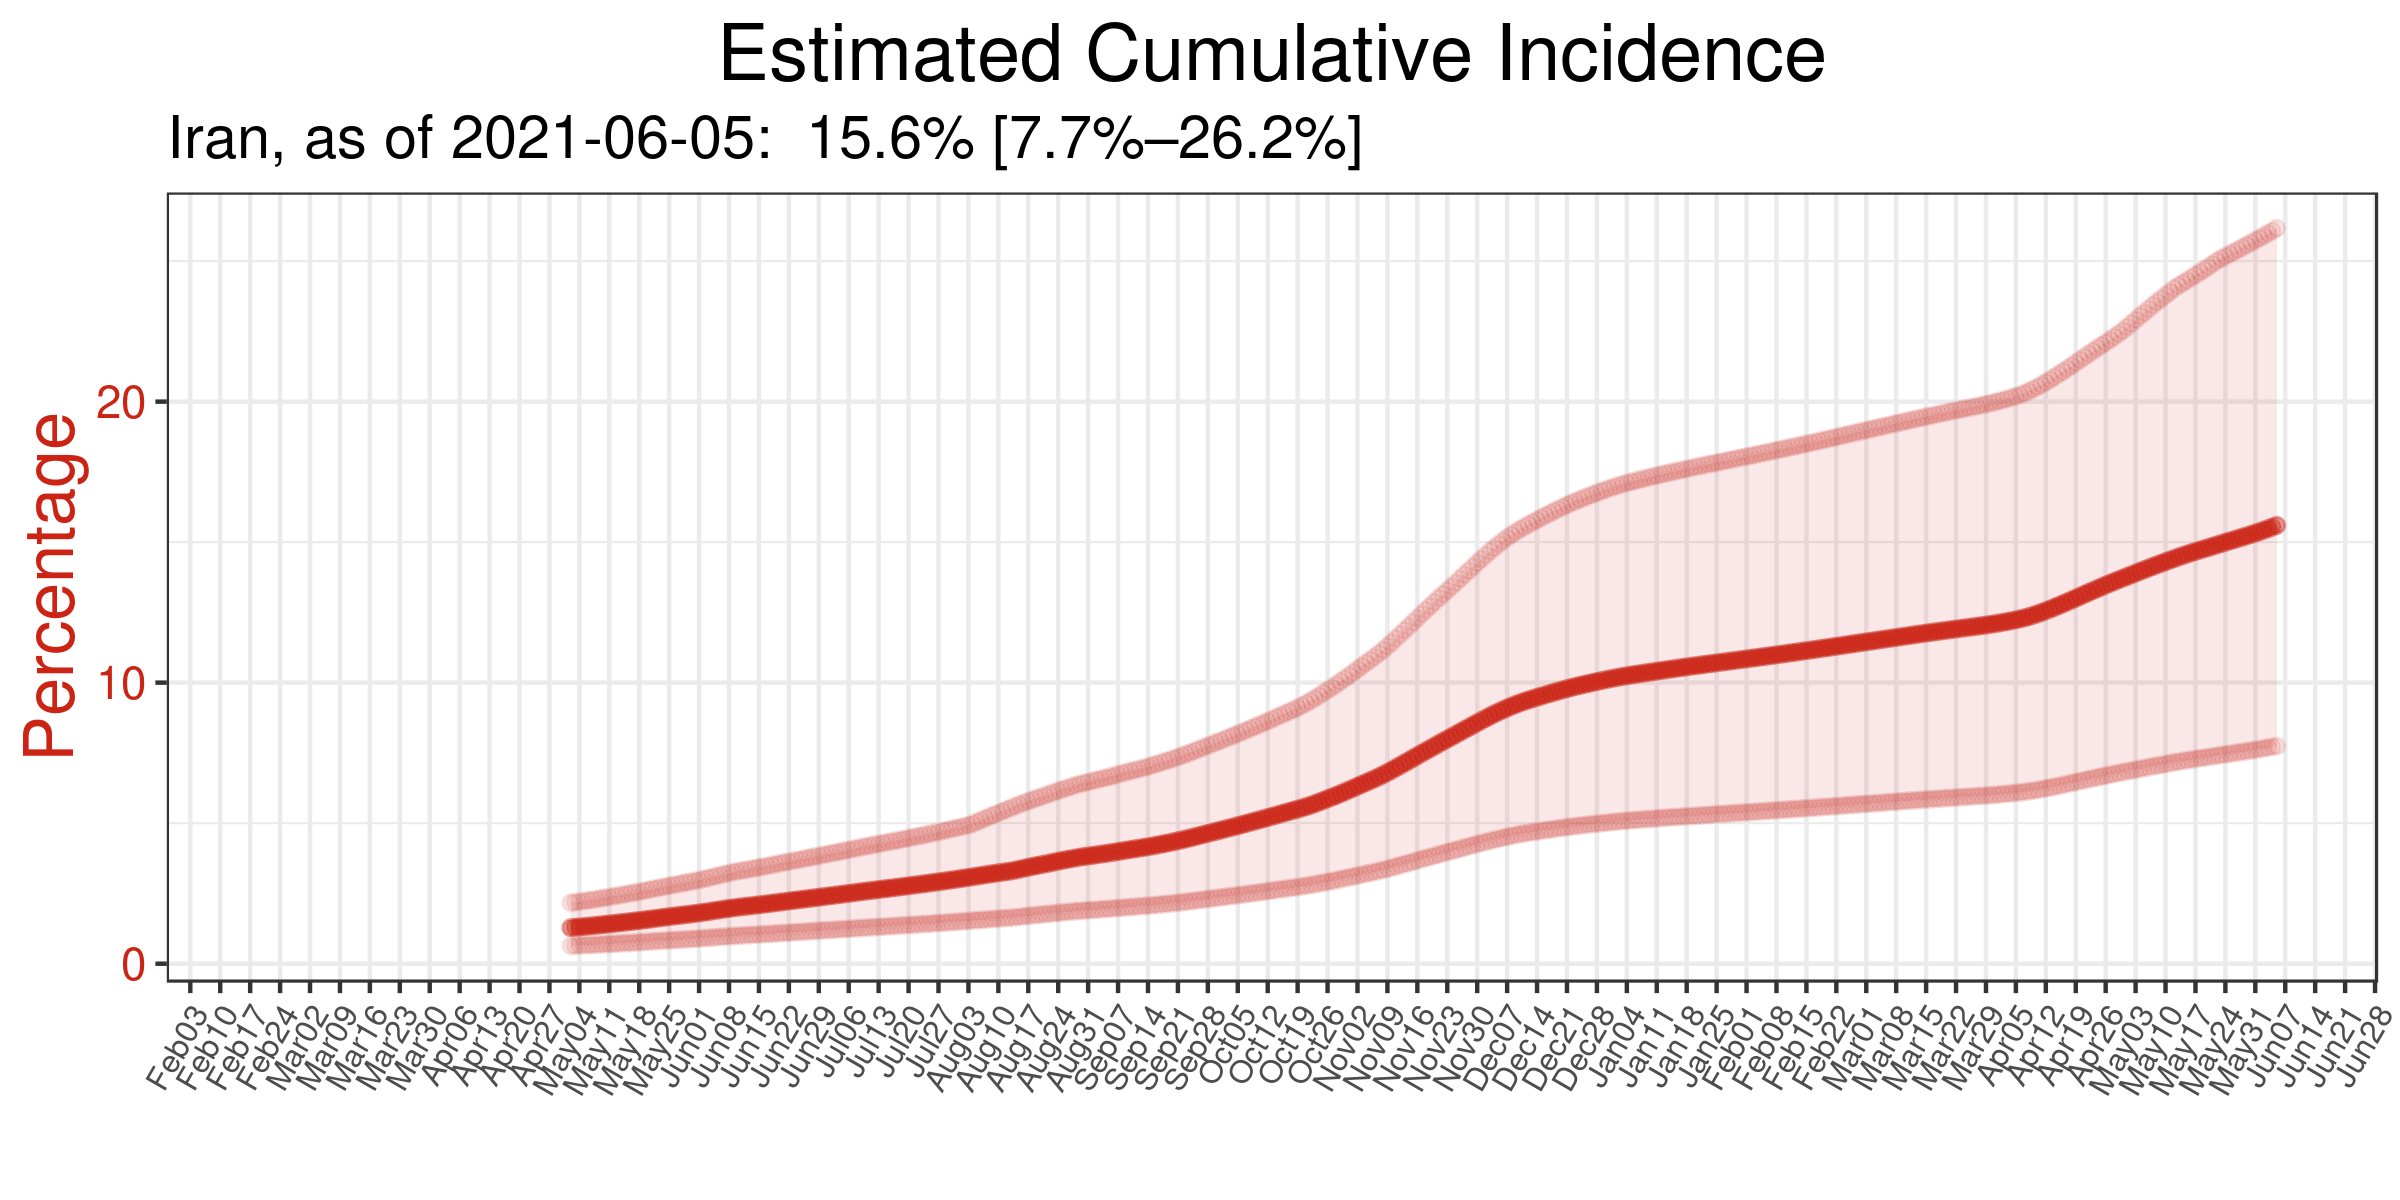 Estimated Cumulative Incidence
Iran, as of 2021-06-05:  15.6% [7.7%–26.2%]
Percentage
20
10
0
Feb03
Feb10
Feb17
Feb24
Mar02
Mar09
Mar16
Mar23
Mar30
Apr06
Apr13
Apr20
Apr27
May04
May11
May18
May25
Jun01
Jun08
Jun15
Jun22
Jun29
Jul06
Jul13
Jul20
Jul27
Aug03
Aug10
Aug17
Aug24
Aug31
Sep07
Sep14
Sep21
Sep28
Oct05
Oct12
Oct19
Oct26
Nov02
Nov09
Nov16
Nov23
Nov30
Dec07
Dec14
Dec21
Dec28
Jan04
Jan11
Jan18
Jan25
Feb01
Feb08
Feb15
Feb22
Mar01
Mar08
Mar15
Mar22
Mar29
Apr05
Apr12
Apr19
Apr26
May03
May10
May17
May24
May31
Jun07
Jun14
Jun21
Jun28